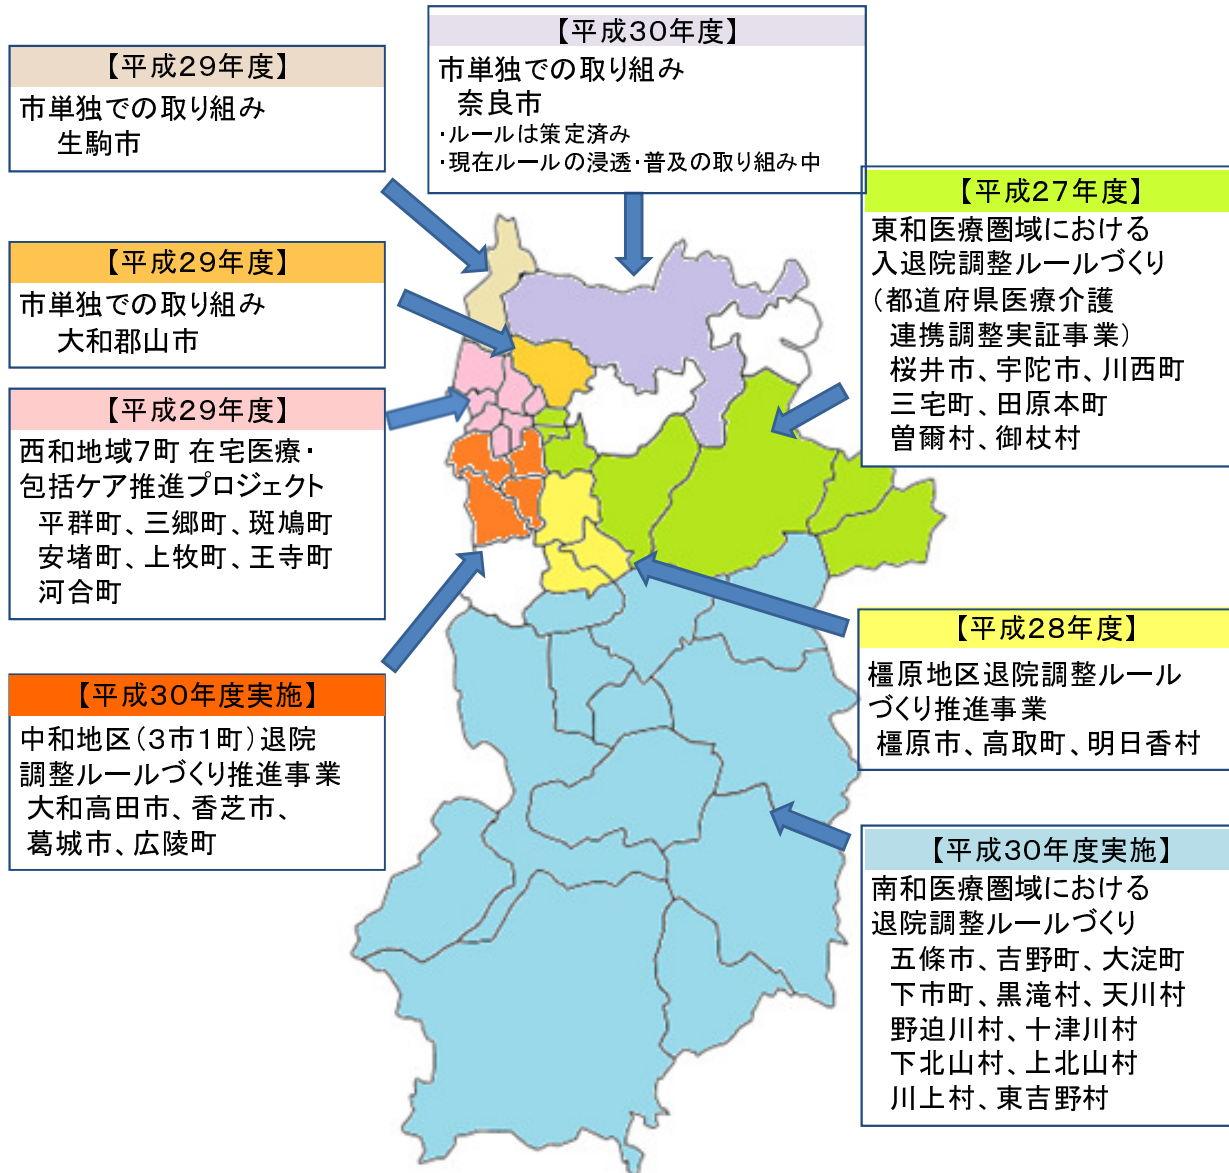 【平成30年度】
市単独での取り組み
奈良市
・ルールは策定済み
・現在ルールの浸透・普及の取り組み中
【平成29年度】
市単独での取り組み
生駒市
【平成29年度】
市単独での取り組み
大和郡山市
【平成29年度】
西和地域7町 在宅医療・
包括ケア推進プロジェクト
平群町、三郷町、斑鳩町
安堵町、上牧町、王寺町
河合町
【平成30年度実施】
中和地区(3市1町)退院
調整ルールづくり推進事業
大和高田市、香芝市、
葛城市、広陵町
【平成27年度】
東和医療圏域における
入退院調整ルールづくり
(都道府県医療介護
連携調整実証事業)
桜井市、宇陀市、川西町
三宅町、田原本町
曽爾村、御杖村
【平成28年度】
橿原地区退院調整ルール
づくり推進事業
橿原市、高取町、明日香村
【平成30年度実施】
南和医療圏域における
退院調整ルールづくり
五條市、吉野町、大淀町
下市町、黒滝村、天川村
野迫川村、十津川村
下北山村、上北山村
川上村、東吉野村